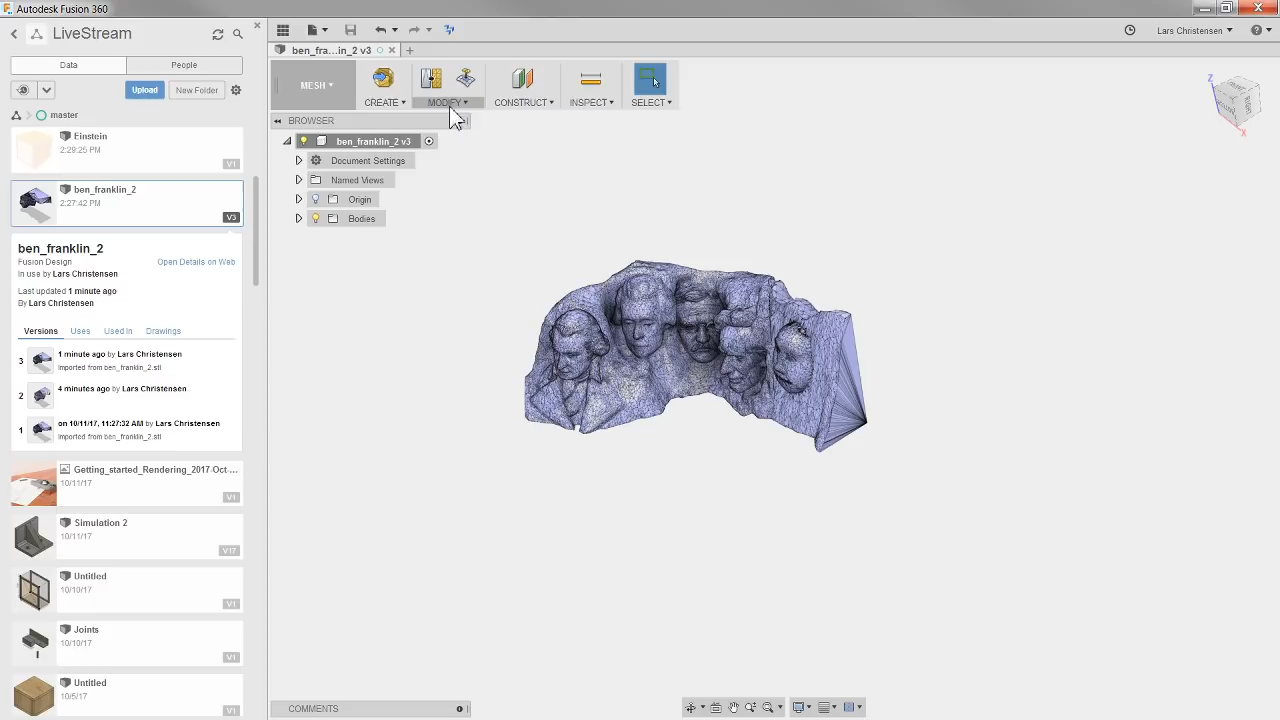 Autodesk Fusion 360
LiveStream
Data
People
Upload
New Folder
master
Einstein
2:29:25 PM
V1
ben_franklin_2
2:27:42 PM
V3
ben_franklin_2
Fusion Design
Open Details on Web
In use by Lars Christensen
Last updated 1 minute ago
By Lars Christensen
Versions
Uses
Used In
Drawings
3
1 minute ago by Lars Christensen
Imported from ben_franklin_2.stl
2
4 minutes ago by Lars Christensen
1
on 10/11/17, 11:27:32 AM by Lars Christensen
Imported from ben_franklin_2.stl
Getting_started_Rendering_2017-Oct-...
10/11/17
V1
Simulation 2
10/11/17
V17
Untitled
10/10/17
V1
Joints
10/10/17
V1
Untitled
10/5/17
V1
Lars Christensen
ben_fra...in_2 v3
MESH
CREATE
MODIFY
CONSTRUCT
INSPECT
SELECT
BROWSER
ben_franklin_2 v3
Document Settings
Named Views
Origin
Bodies
Z
X
COMMENTS